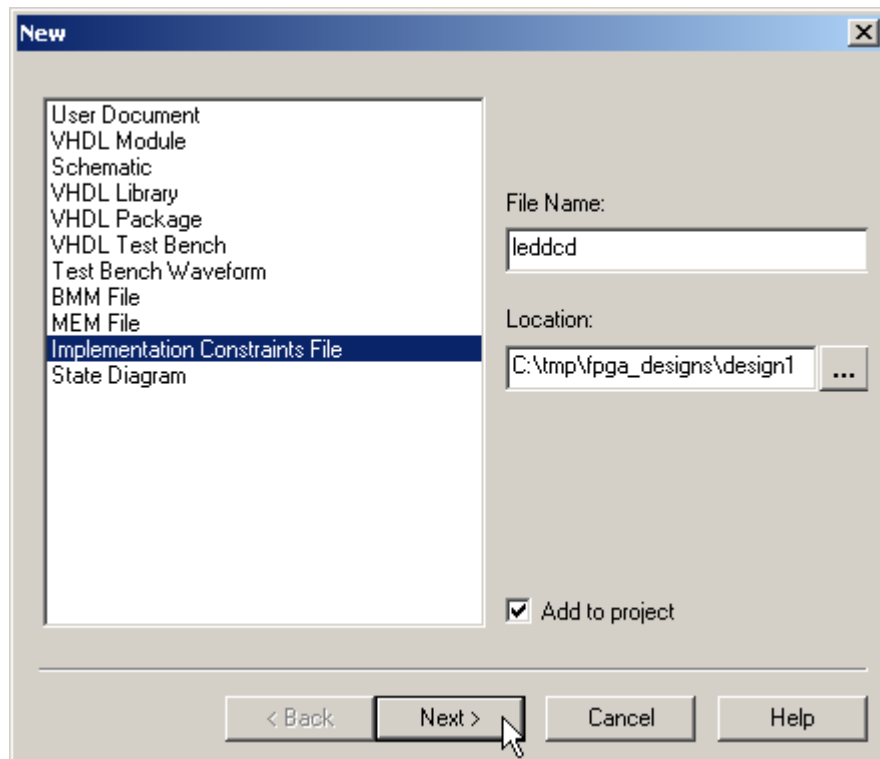 New
User Document
VHDL Module
Schematic
VHDL Library
VHDL Package
VHDL Test Bench
Test Bench Waveform
BMM File
MEM File
Implementation Constraints File
State Diagram
File Name:
leddcd
Location:
C:\tmp\fpga_designs\design1
...
Add to project
< Back
Next >
Cancel
Help